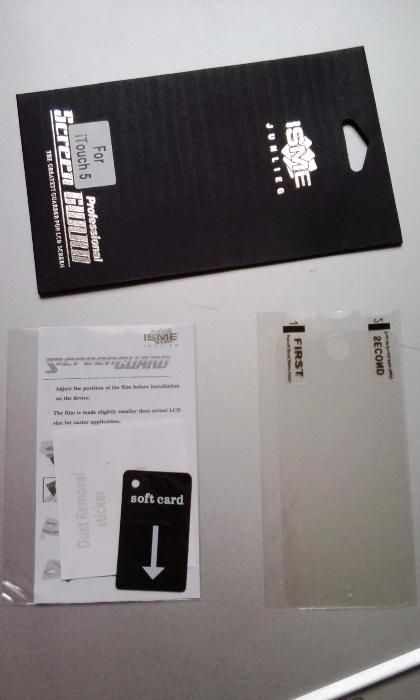 ISME
JUNLIEG
For
iTouch 5
Professional
Screen Guard
THE GREATEST GUARDER FOR LCD SCREEN
ISME
JUNLIEG
SCREENGUARD
Adjust the position of the film before installation
on the device.
The film is made slightly smaller than actual LCD
size for easier application.
Dust Removal
sticker
soft card
1
FIRST
2
SECOND